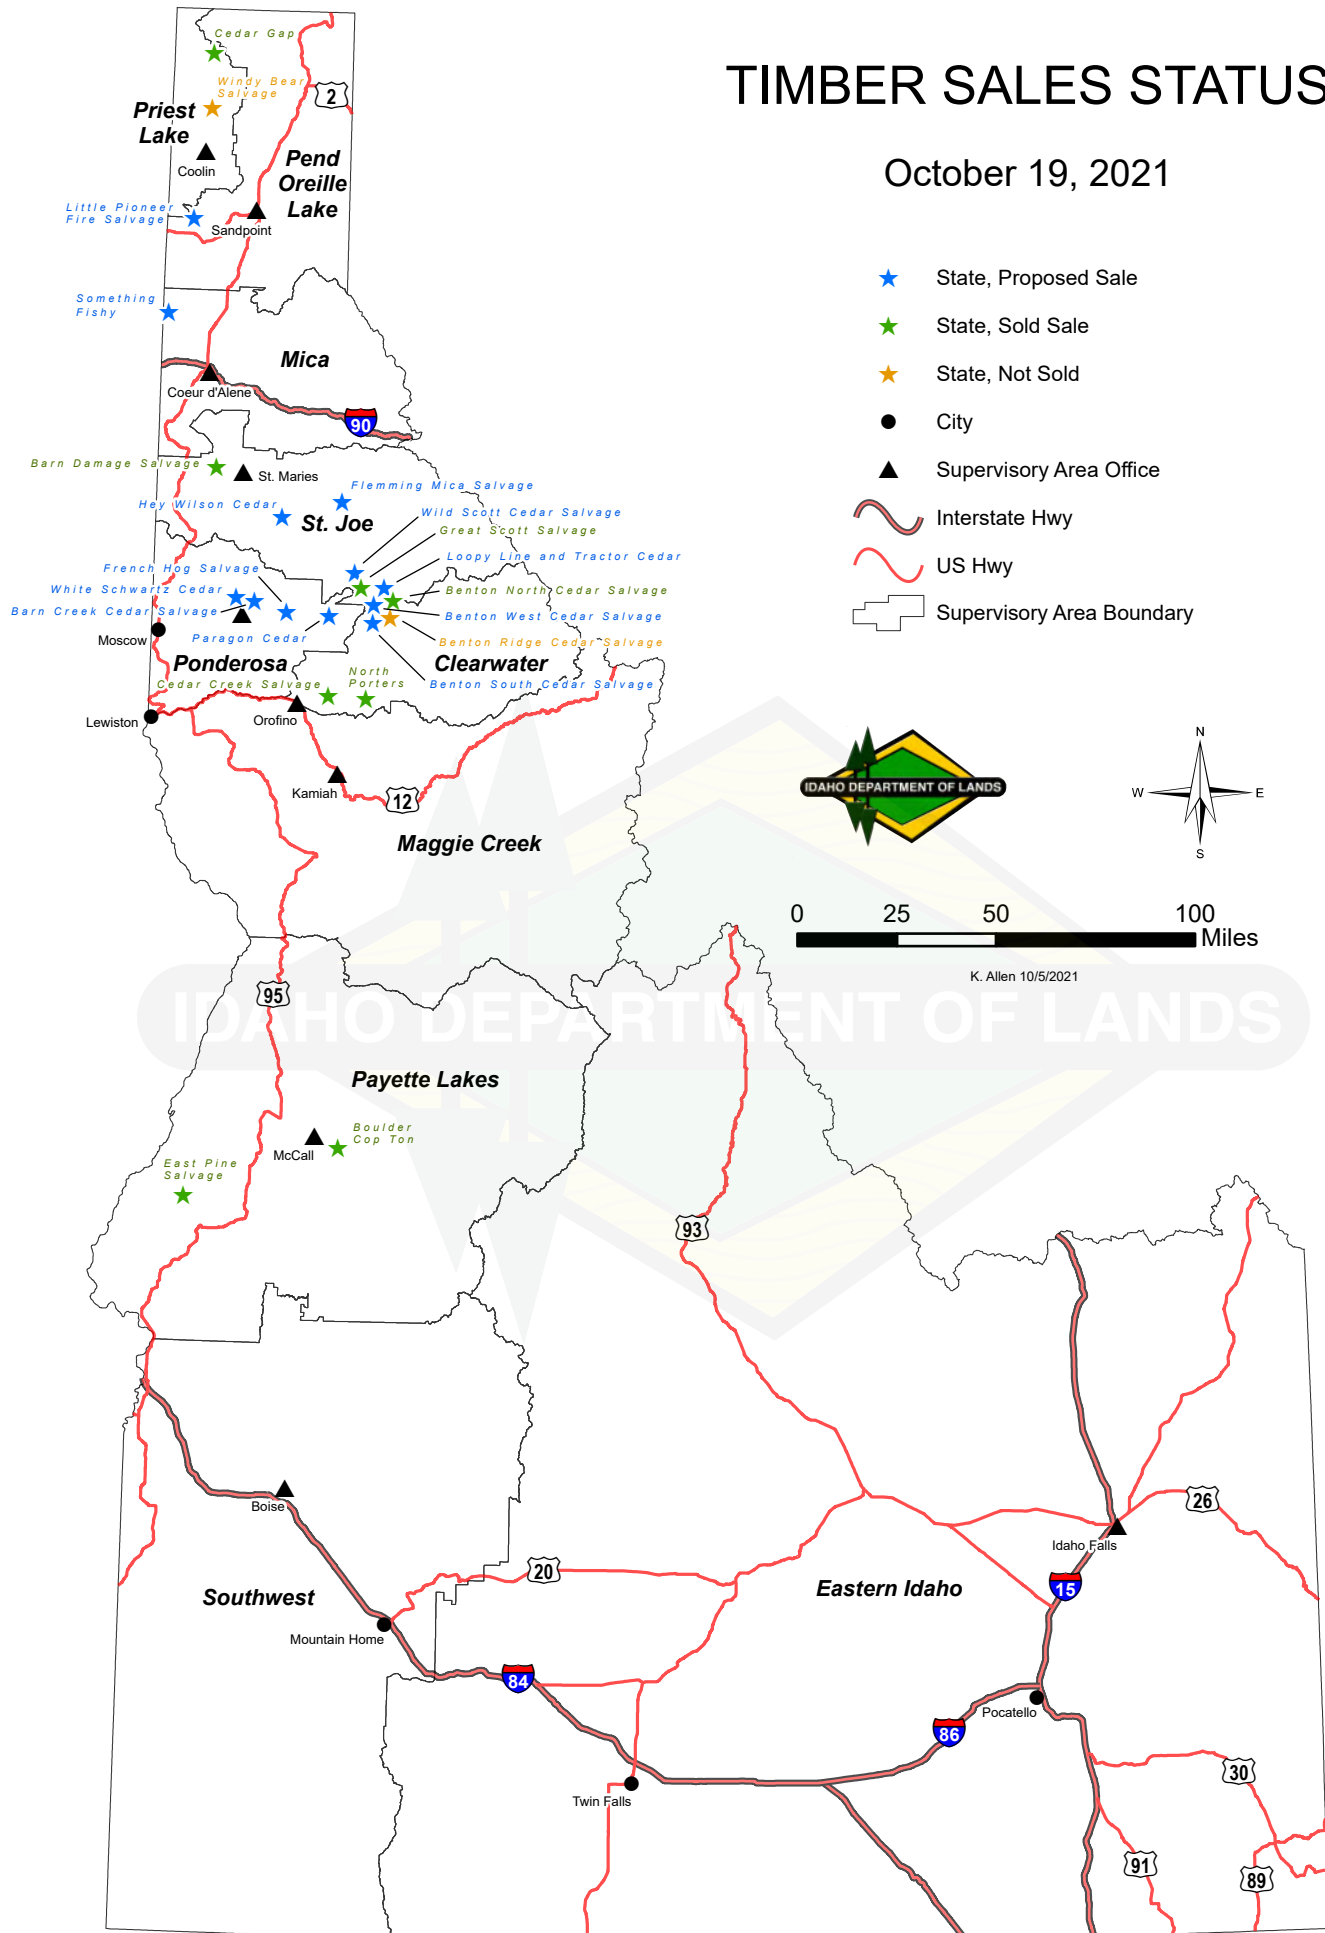 TIMBER SALES STATUS
October 19, 2021
State, Proposed Sale
State, Sold Sale
State, Not Sold
City
Supervisory Area Office
Interstate Hwy
US Hwy
Supervisory Area Boundary
IDAHO DEPARTMENT OF LANDS
N
W
E
S
0
25
50
100
Miles
K. Allen 10/5/2021
Cedar Gap
Windy Bear
Salvage
2
Priest
Lake
Coolin
Pend
Oreille
Lake
Little Pioneer
Fire Salvage
Sandpoint
Something
Fishy
Mica
Coeur d'Alene
90
Barn Damage Salvage
St. Maries
Flemming Mica Salvage
Hey Wilson Cedar
St. Joe
Wild Scott Cedar Salvage
Great Scott Salvage
Loopy Line and Tractor Cedar
French Hog Salvage
White Schwartz Cedar
Benton North Cedar Salvage
Barn Creek Cedar Salvage
Benton West Cedar Salvage
Moscow
Paragon Cedar
Benton Ridge Cedar Salvage
Ponderosa
Clearwater
Cedar Creek Salvage
North
Porters
Benton South Cedar Salvage
Lewiston
Orofino
Kamiah
12
Maggie Creek
95
IDAHO DEPARTMENT OF LANDS
Payette Lakes
Boulder
Cop Ton
McCall
East Pine
Salvage
93
Boise
26
Idaho Falls
20
15
Southwest
Eastern Idaho
Mountain Home
84
Pocatello
86
30
Twin Falls
91
89